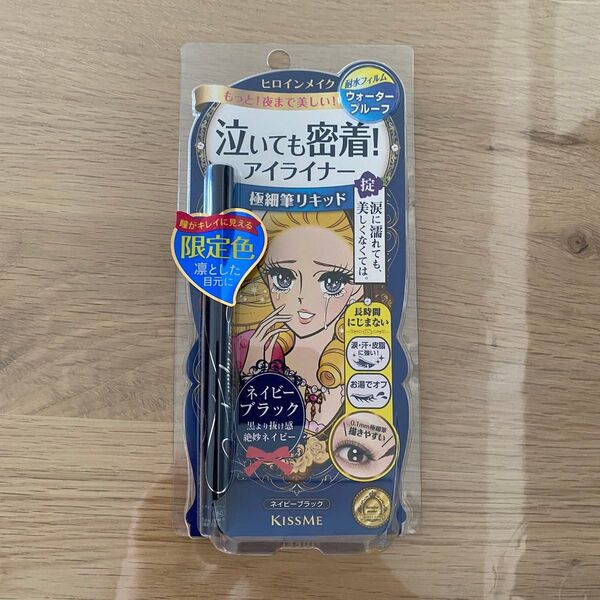 ヒロインメイク
もっと!夜まで美しい!
耐水フィルム
ウォーター
プルーフ
泣いても密着!
アイライナー
極細筆リキッド
掟
涙に濡れても、
美しくなくては。
瞳がキレイに見える
限定色
凛とした
目元に
長時間
にじまない
涙・汗・皮脂
に強い!
お湯でオフ
0.1mm極細筆
描きやすい
ネイビー
ブラック
黒より抜け感
絶妙ネイビー
ネイビーブラック
KISSME